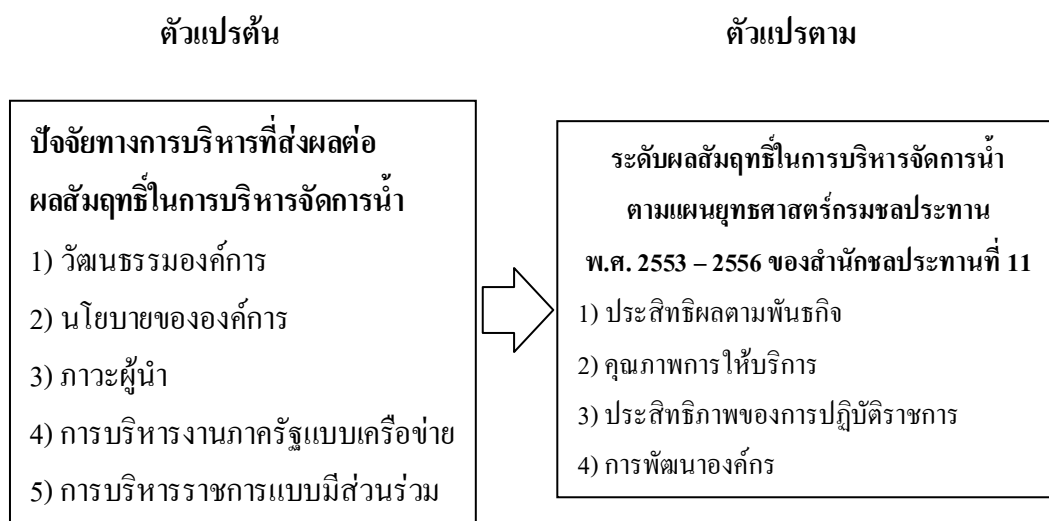 ตัวแปรต้น
ตัวแปรตาม
ปัจจัยทางการบริหารที่ส่งผลต่อ
ผลสัมฤทธิ์ในการบริหารจัดการน้ำ
1) วัฒนธรรมองค์การ
2) นโยบายขององค์การ
3) ภาวะผู้นำ
4) การบริหารงานภาครัฐแบบเครือข่าย
5) การบริหารราชการแบบมีส่วนร่วม
ระดับผลสัมฤทธิ์ในการบริหารจัดการน้ำ
ตามแผนยุทธศาสตร์กรมชลประทาน
พ.ศ. 2553 – 2556 ของสำนักชลประทานที่ 11
1) ประสิทธิผลตามพันธกิจ
2) คุณภาพการให้บริการ
3) ประสิทธิภาพของการปฏิบัติราชการ
4) การพัฒนาองค์กร